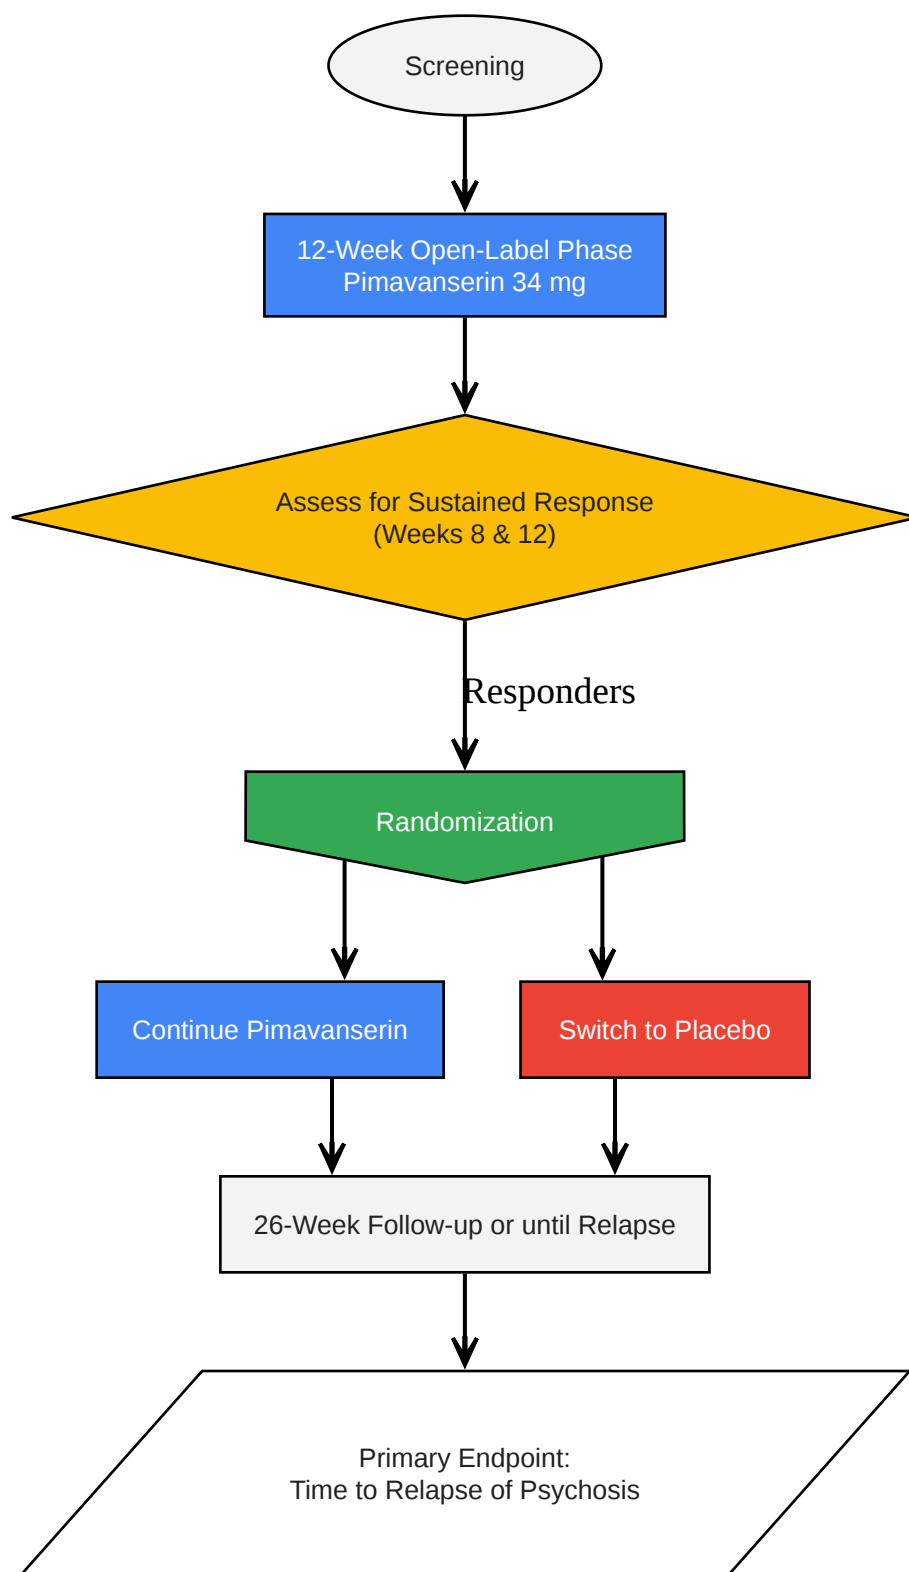 Screening
12-Week Open-Label Phase
Pimavanserin 34 mg
Assess for Sustained Response
(Weeks 8 & 12)
Responders
Randomization
Continue Pimavanserin
Switch to Placebo
26-Week Follow-up or until Relapse
Primary Endpoint:
Time to Relapse of Psychosis